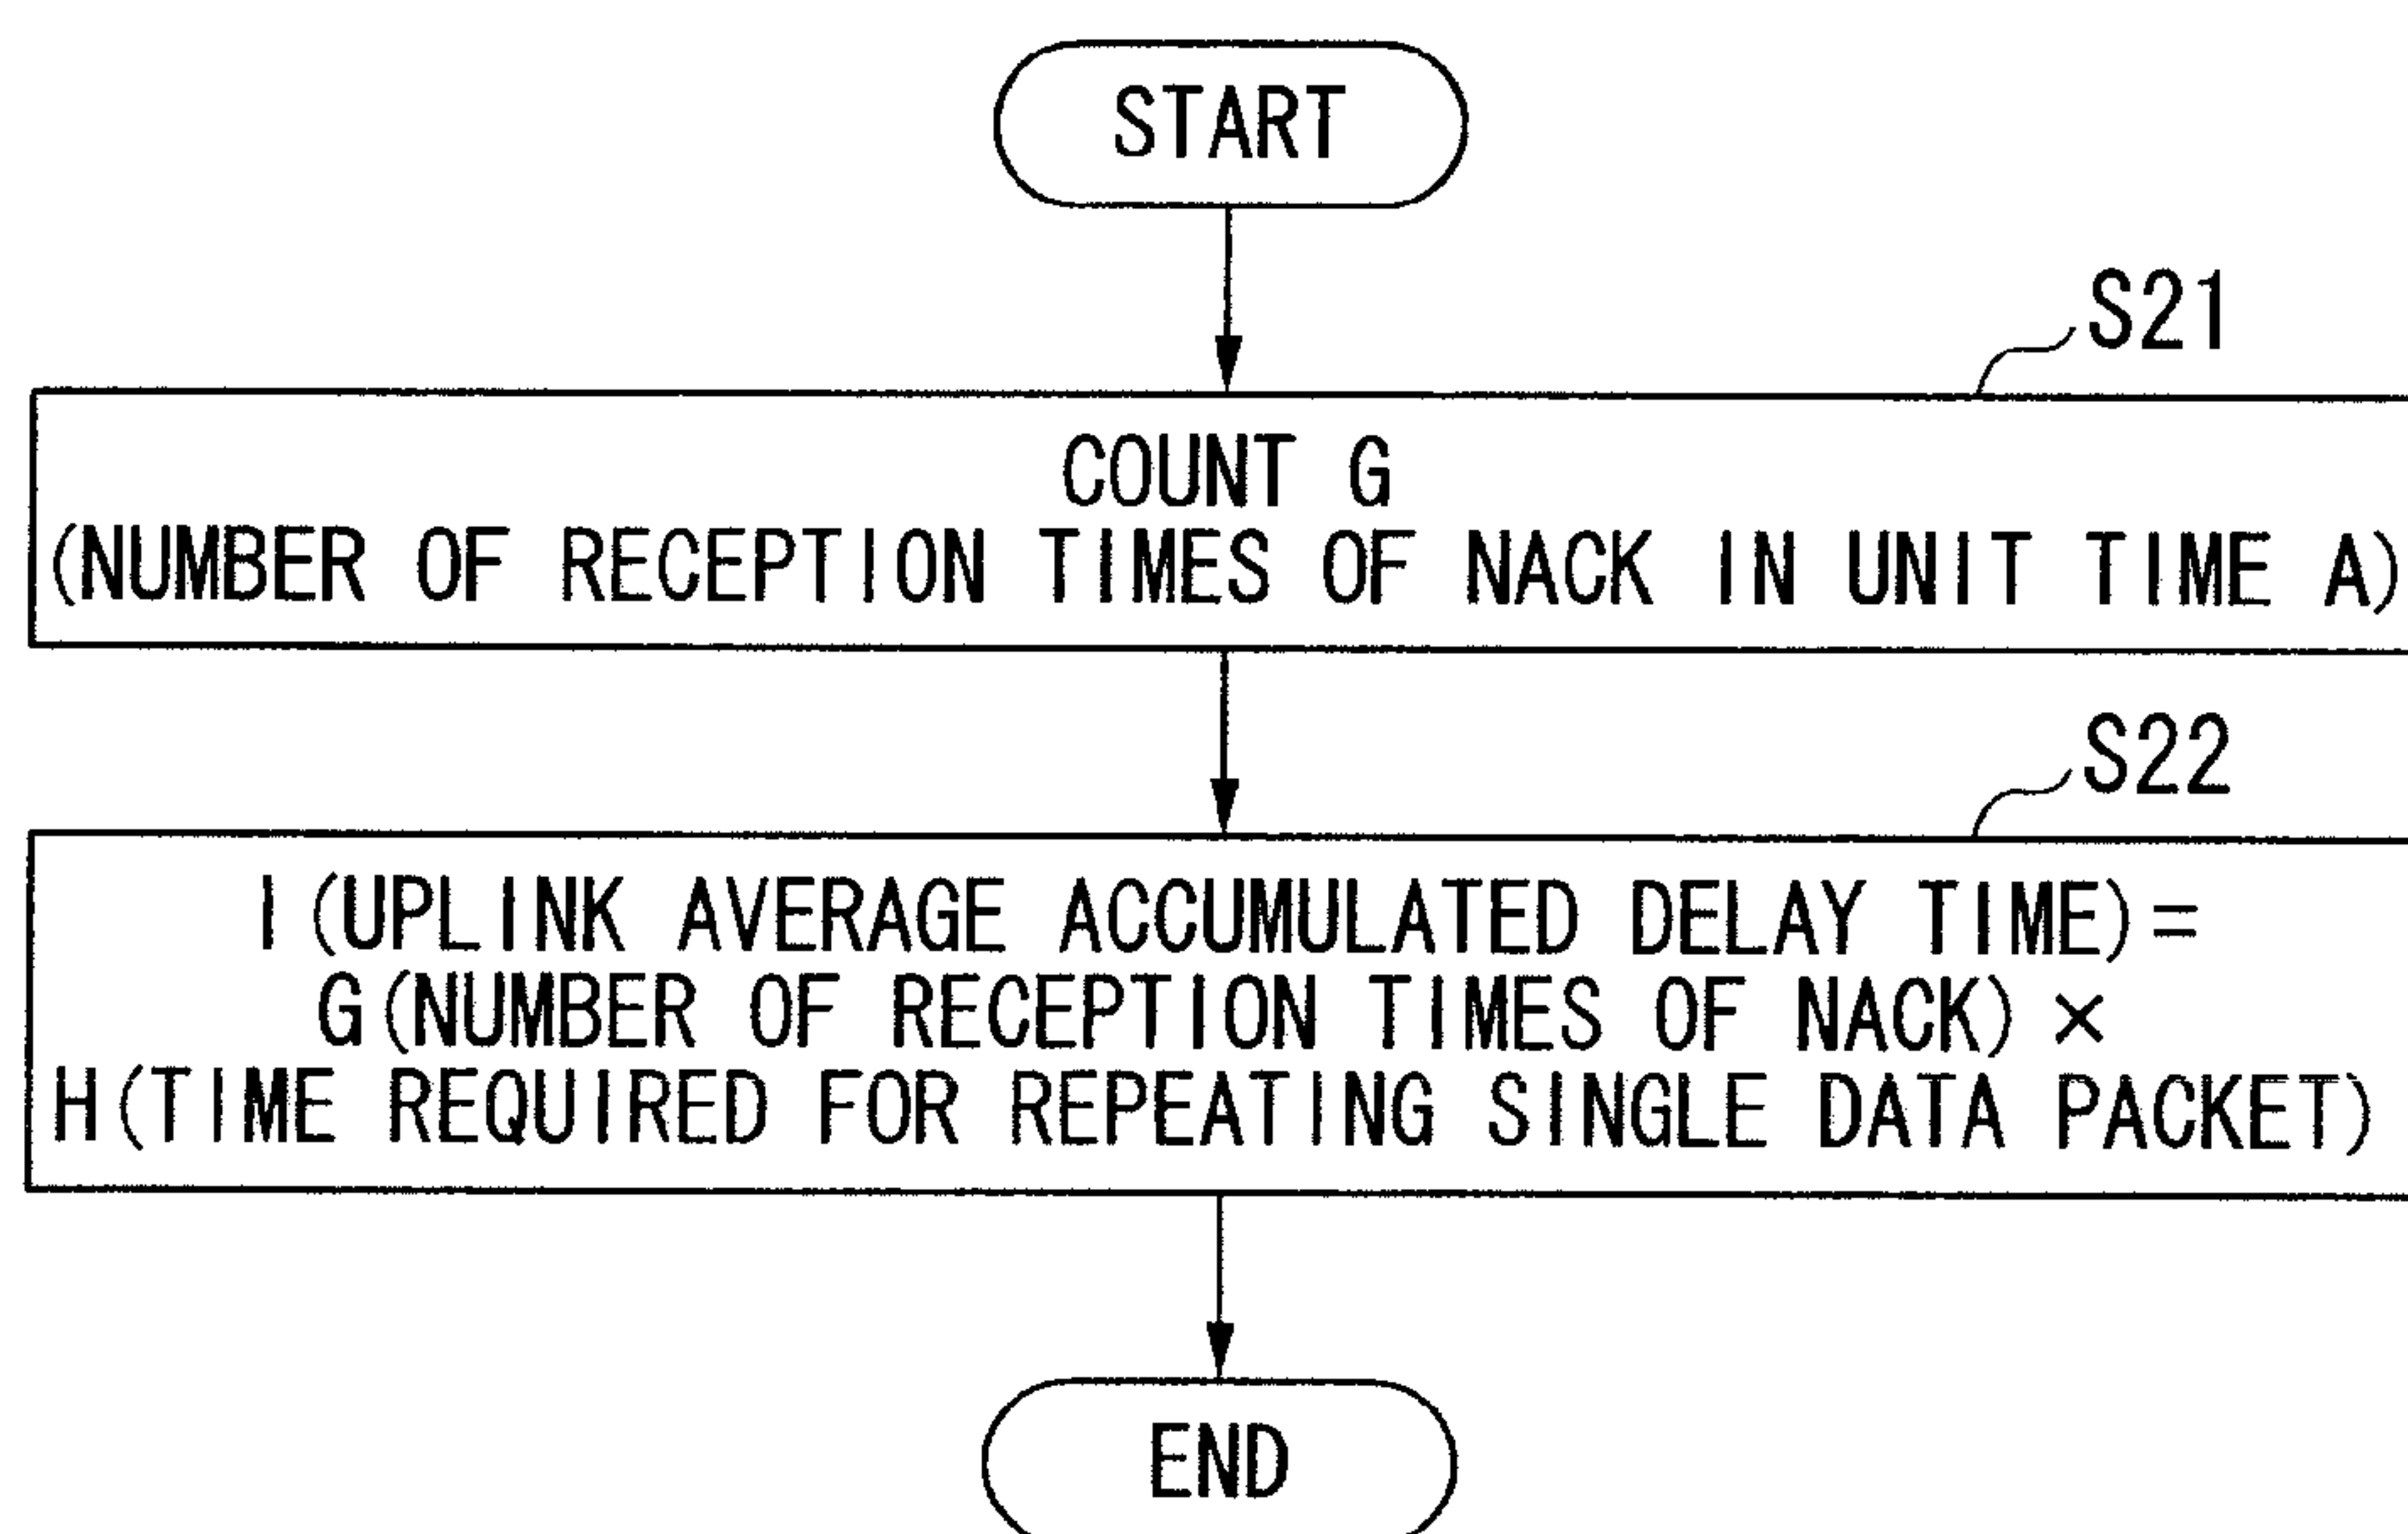 START
S21
COUNT G
(NUMBER OF RECEPTION TIMES OF NACK IN UNIT TIME A)
S22
I (UPLINK AVERAGE ACCUMULATED DELAY TIME) =
G (NUMBER OF RECEPTION TIMES OF NACK) ×
H (TIME REQUIRED FOR REPEATING SINGLE DATA PACKET)
END